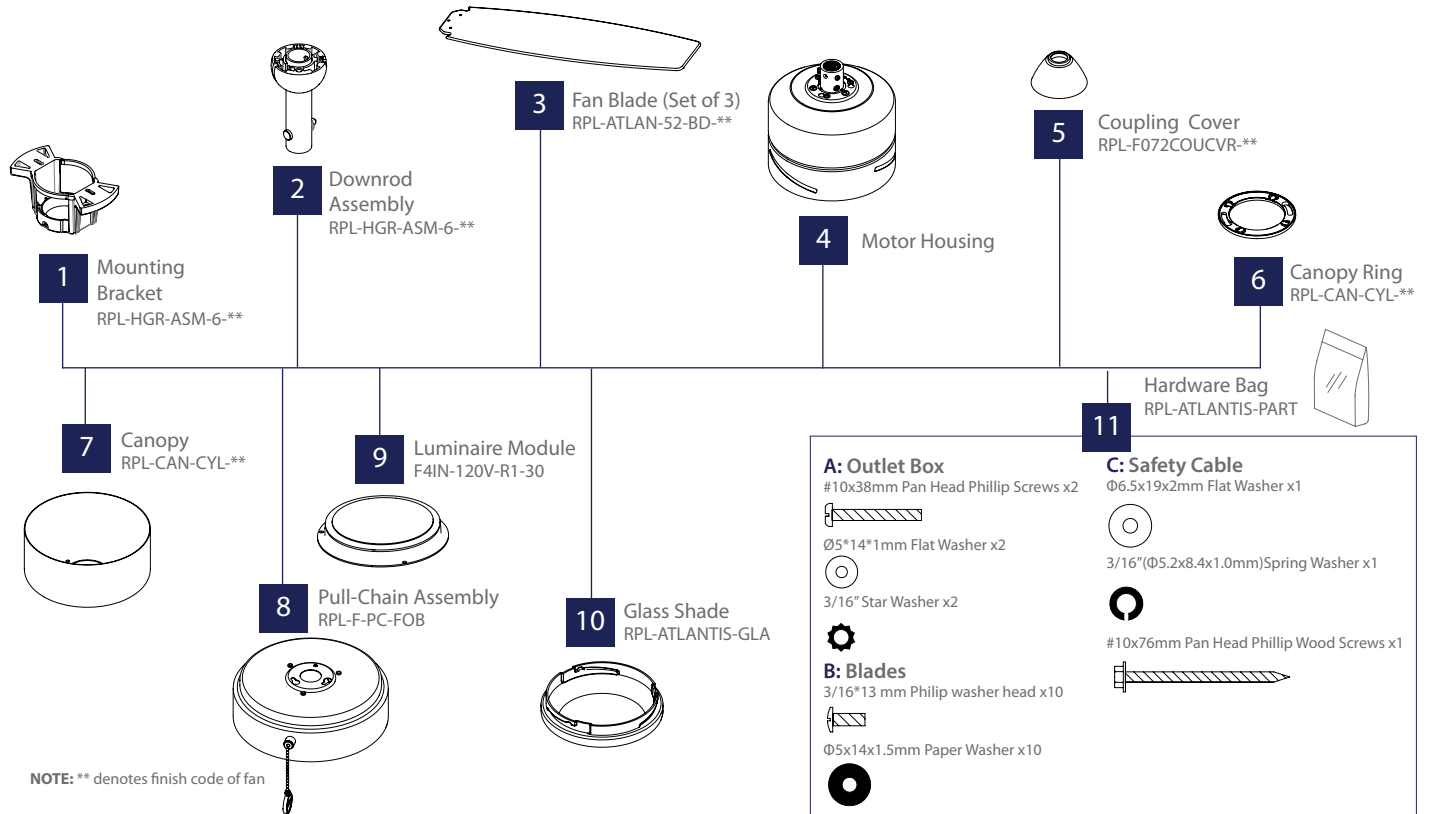 1
Mounting
Bracket
RPL-HGR-ASM-6-**
2
Downrod
Assembly
RPL-HGR-ASM-6-**
3
Fan Blade (Set of 3)
RPL-ATLAN-52-BD-**
4
Motor Housing
5
Coupling Cover
RPL-F072COUCVR-**
6
Canopy Ring
RPL-CAN-CYL-**
7
Canopy
RPL-CAN-CYL-**
8
Pull-Chain Assembly
RPL-F-PC-FOB
9
Luminaire Module
F4IN-120V-R1-30
10
Glass Shade
RPL-ATLANTIS-GLA
11
Hardware Bag
RPL-ATLANTIS-PART
A: Outlet Box
#10x38mm Pan Head Phillip Screws x2
Ø5*14*1mm Flat Washer x2
3/16" Star Washer x2
B: Blades
3/16*13 mm Philip washer head x10
Φ5x14x1.5mm Paper Washer x10
C: Safety Cable
Φ6.5x19x2mm Flat Washer x1
3/16"(Φ5.2x8.4x1.0mm)Spring Washer x1
#10x76mm Pan Head Phillip Wood Screws x1
NOTE: ** denotes finish code of fan